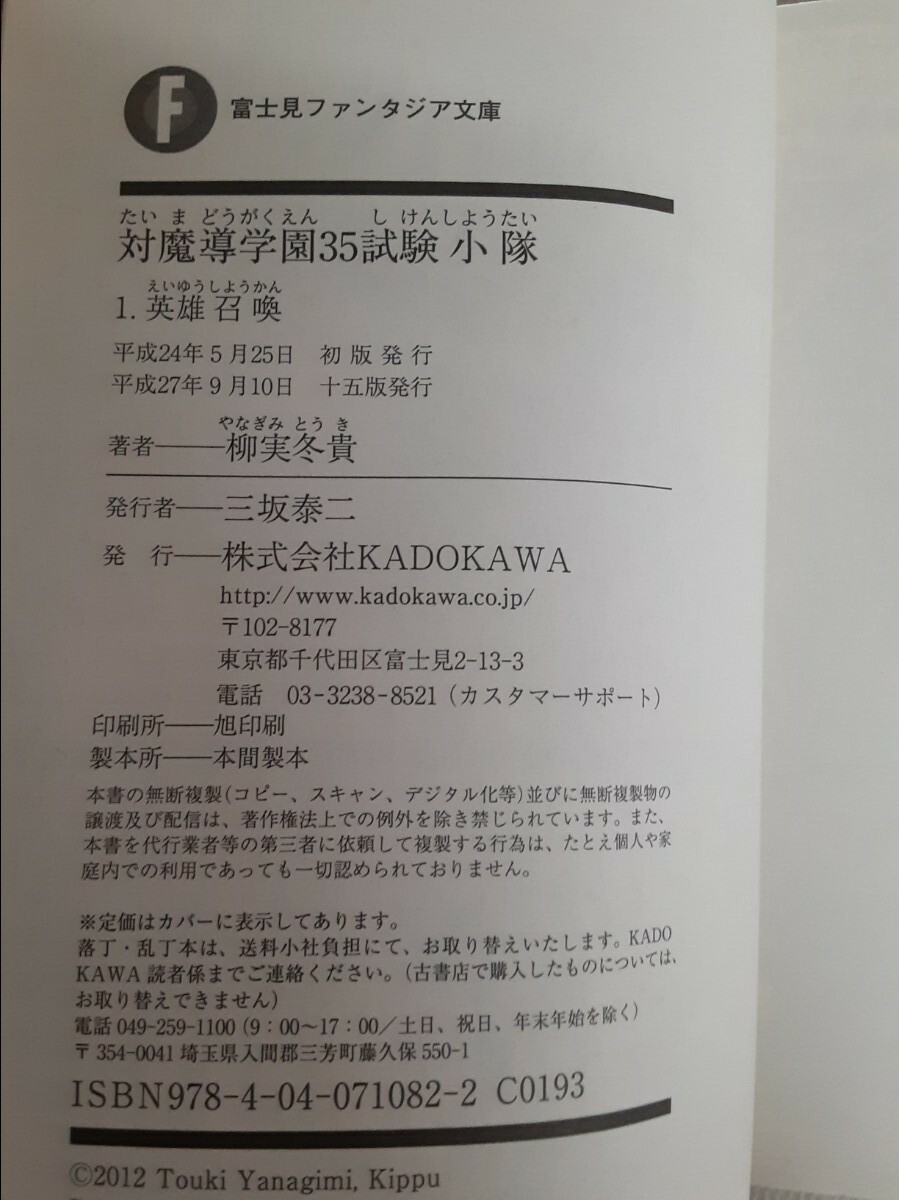 F 富士見ファンタジア文庫
たい ま どうがくえん し けんしようたい
対魔導学園35試験小隊
えいゆうしようかん
1. 英雄召喚
平成24年5月25日 初版発行
平成27年9月10日 十五版発行
やなぎみ とう き
著者――柳実冬貴
発行者――三坂泰二
発 行――株式会社KADOKAWA
http://www.kadokawa.co.jp/
〒102-8177
東京都千代田区富士見2-13-3
電話 03-3238-8521(カスタマーサポート)
印刷所――旭印刷
製本所――本間製本
本書の無断複製(コピー、スキャン、デジタル化等)並びに無断複製物の
譲渡及び配信は、著作権法上での例外を除き禁じられています。また、
本書を代行業者等の第三者に依頼して複製する行為は、たとえ個人や家
庭内での利用であっても一切認められておりません。
※定価はカバーに表示してあります。
落丁・乱丁本は、送料小社負担にて、お取り替えいたします。KADO
KAWA読者係までご連絡ください。(古書店で購入したものについては、
お取り替えできません)
電話 049-259-1100(9:00〜17:00/土日、祝日、年末年始を除く)
〒354-0041 埼玉県入間郡三芳町藤久保550-1
ISBN978-4-04-071082-2 C0193
©2012 Touki Yanagimi, Kippu